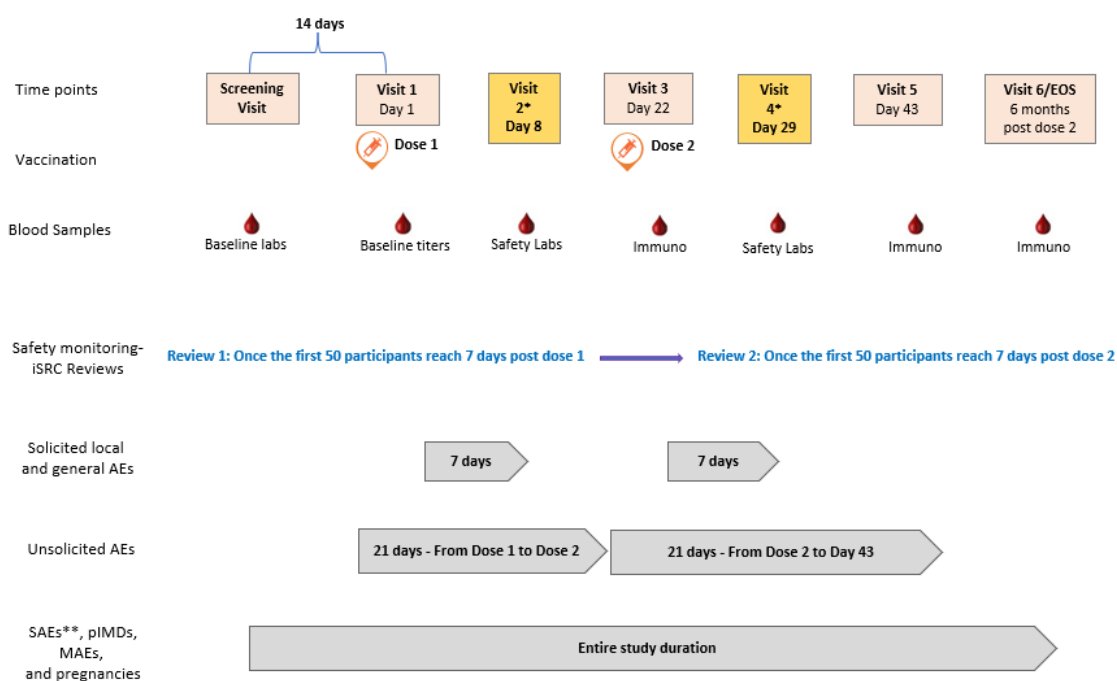 14 days
Time points
Screening
Visit
Visit 1
Day 1
Visit
2*
Day 8
Visit 3
Day 22
Visit
4*
Day 29
Visit 5
Day 43
Visit 6/EOS
6 months
post dose 2
Vaccination
Dose 1
Dose 2
Blood Samples
Baseline labs
Baseline titers
Safety Labs
Immuno
Safety Labs
Immuno
Immuno
Safety monitoring-
iSRC Reviews
Review 1: Once the first 50 participants reach 7 days post dose 1
Review 2: Once the first 50 participants reach 7 days post dose 2
Solicited local
and general AEs
7 days
7 days
Unsolicited AEs
21 days - From Dose 1 to Dose 2
21 days - From Dose 2 to Day 43
SAEs**, pIMDs,
MAEs,
and pregnancies
Entire study duration